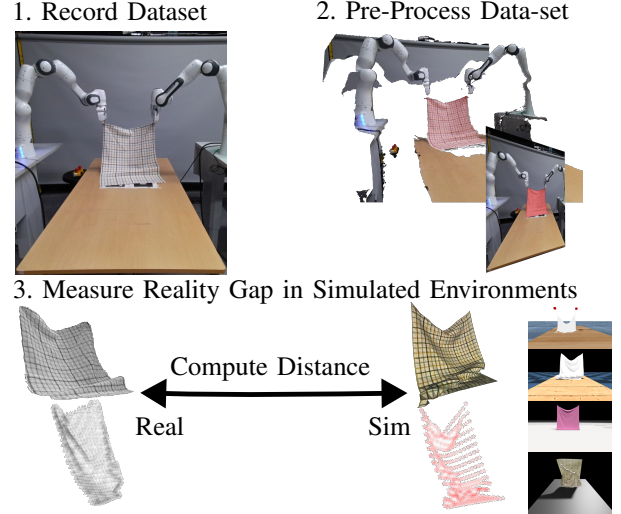 1. Record Dataset
2. Pre-Process Data-set
3. Measure Reality Gap in Simulated Environments
Compute Distance
Real
Sim